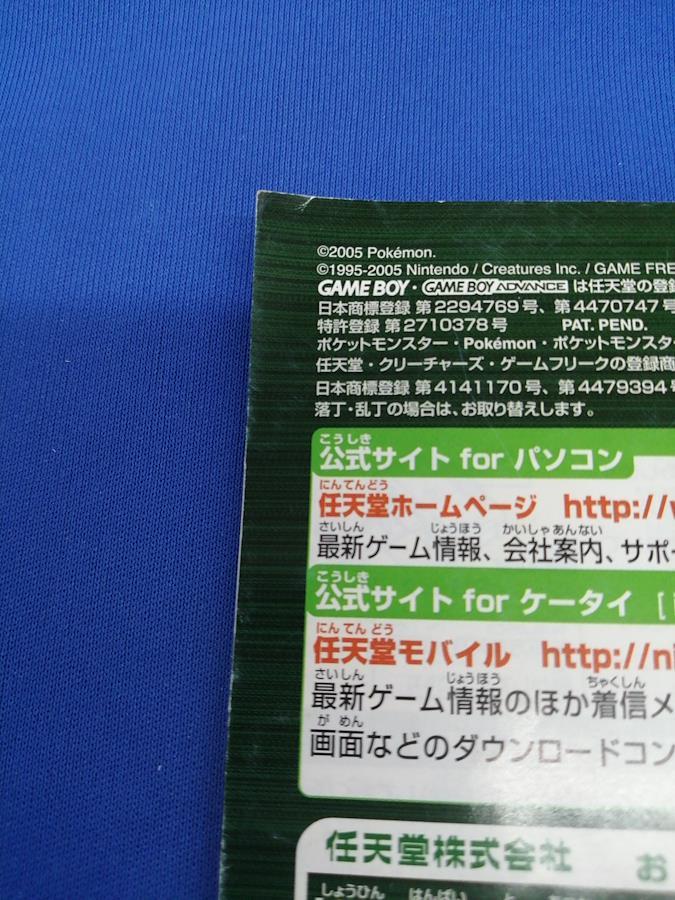 ©2005 Pokémon.
©1995-2005 Nintendo / Creatures Inc. / GAME FRE
GAME BOY・GAME BOY ADVANCE は任天堂の登録
日本商標登録 第2294769号、第4470747号
特許登録 第2710378号 PAT. PEND.
ポケットモンスター・Pokémon・ポケットモンスタ
任天堂・クリーチャーズ・ゲームフリークの登録商
日本商標登録 第4141170号、第4479394号
落丁・乱丁の場合は、お取り替えします。
こうしき
公式サイト for パソコン
にんてんどう
任天堂ホームページ http://w
さいしん じょうほう かいしゃあんない
最新ゲーム情報、会社案内、サポ
こうしき
公式サイト for ケータイ [
にんてんどう
任天堂モバイル http://ni
さいしん じょうほう ちゃくしん
最新ゲーム情報のほか着信メ
がめん
画面などのダウンロードコン
任天堂株式会社 お
しょうひん はんばい と